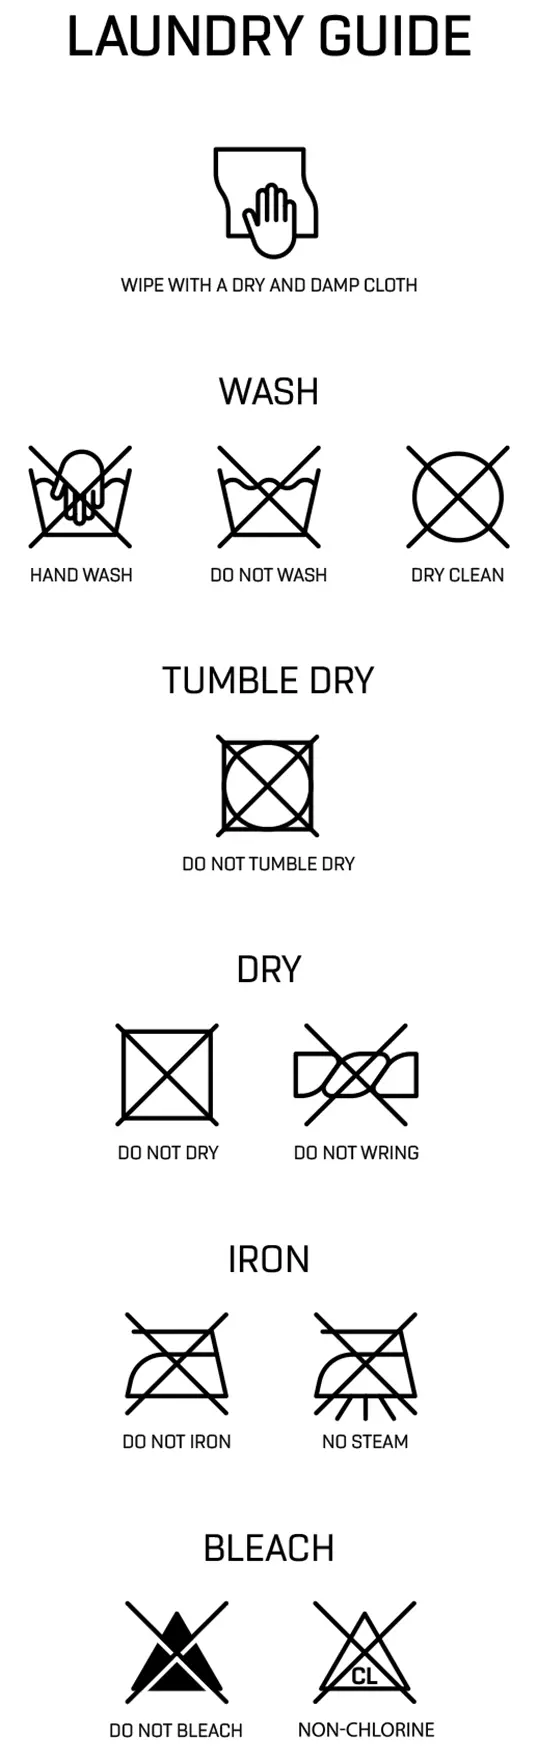 LAUNDRY GUIDE
WIPE WITH A DRY AND DAMP CLOTH
WASH
HAND WASH
DO NOT WASH
DRY CLEAN
TUMBLE DRY
DO NOT TUMBLE DRY
DRY
DO NOT DRY
DO NOT WRING
IRON
DO NOT IRON
NO STEAM
BLEACH
CL
DO NOT BLEACH
NON-CHLORINE